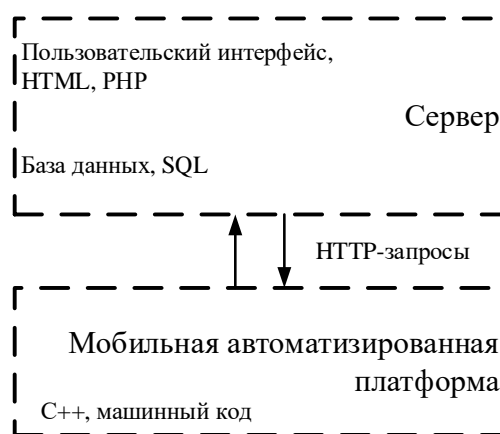 Пользовательский интерфейс,
HTML, PHP
Сервер
База данных, SQL
HTTP-запросы
Мобильная автоматизированная
платформа
C++, машинный код